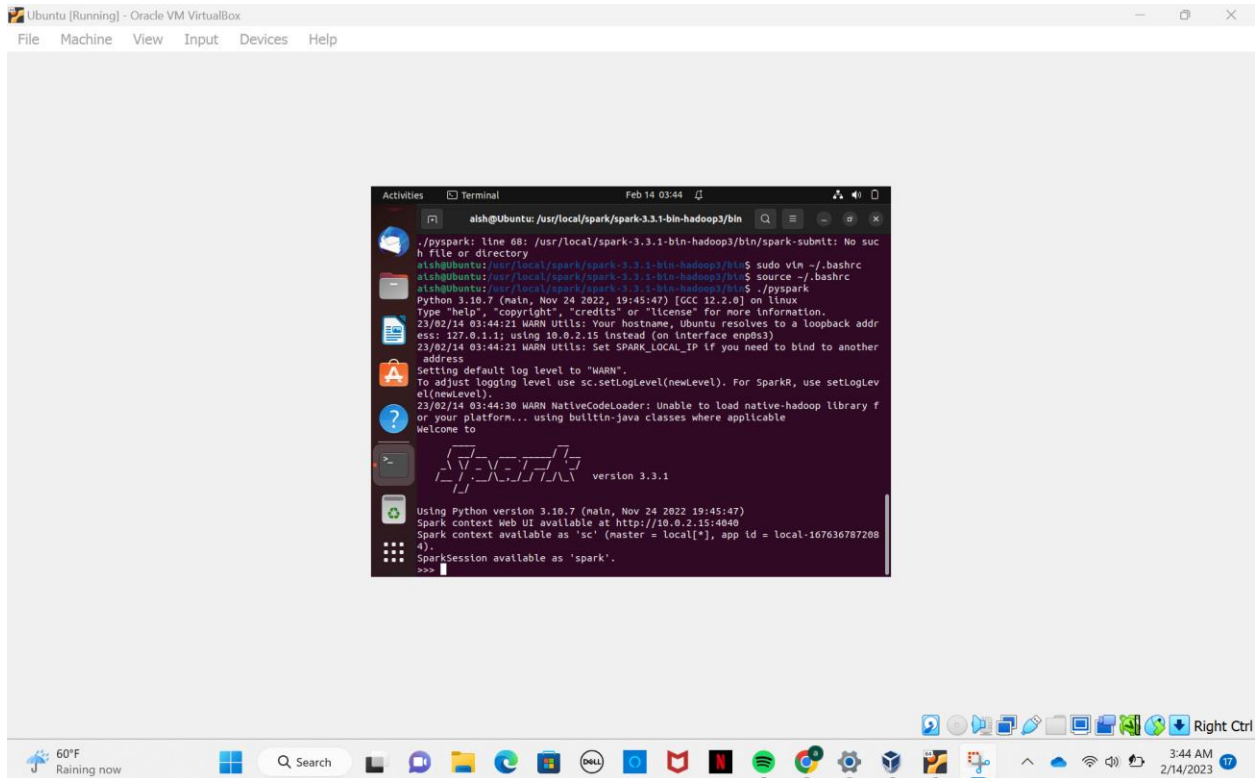 Ubuntu [Running] - Oracle VM VirtualBox
File Machine View Input Devices Help
Activities Terminal Feb 14 03:44
aish@Ubuntu: /usr/local/spark/spark-3.3.1-bin-hadoop3/bin
./pyspark: line 68: /usr/local/spark-3.3.1-bin-hadoop3/bin/spark-submit: No suc
h file or directory
aish@Ubuntu:/usr/local/spark/spark-3.3.1-bin-hadoop3/bin$ sudo vim ~/.bashrc
aish@Ubuntu:/usr/local/spark/spark-3.3.1-bin-hadoop3/bin$ source ~/.bashrc
aish@Ubuntu:/usr/local/spark/spark-3.3.1-bin-hadoop3/bin$ ./pyspark
Python 3.10.7 (main, Nov 24 2022, 19:45:47) [GCC 12.2.0] on linux
Type "help", "copyright", "credits" or "license" for more information.
23/02/14 03:44:21 WARN Utils: Your hostname, Ubuntu resolves to a loopback addr
ess: 127.0.1.1; using 10.0.2.15 instead (on interface enp0s3)
23/02/14 03:44:21 WARN Utils: Set SPARK_LOCAL_IP if you need to bind to another
 address
Setting default log level to "WARN".
To adjust logging level use sc.setLogLevel(newLevel). For SparkR, use setLogLev
el(newLevel).
23/02/14 03:44:30 WARN NativeCodeLoader: Unable to load native-hadoop library f
or your platform... using builtin-java classes where applicable
Welcome to
Spark version 3.3.1
Using Python version 3.10.7 (main, Nov 24 2022 19:45:47)
Spark context Web UI available at http://10.0.2.15:4040
Spark context available as 'sc' (master = local[*], app id = local-167636787208
4).
SparkSession available as 'spark'.
>>>
Right Ctrl
60°F
Raining now
Search
DELL
N
3:44 AM
2/14/2023
17